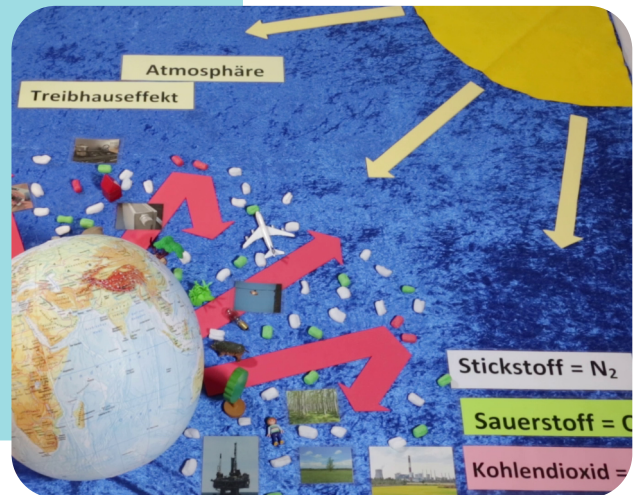 Atmosphäre
Treibhauseffekt
Stickstoff = N₂
Sauerstoff =
Kohlendioxid =